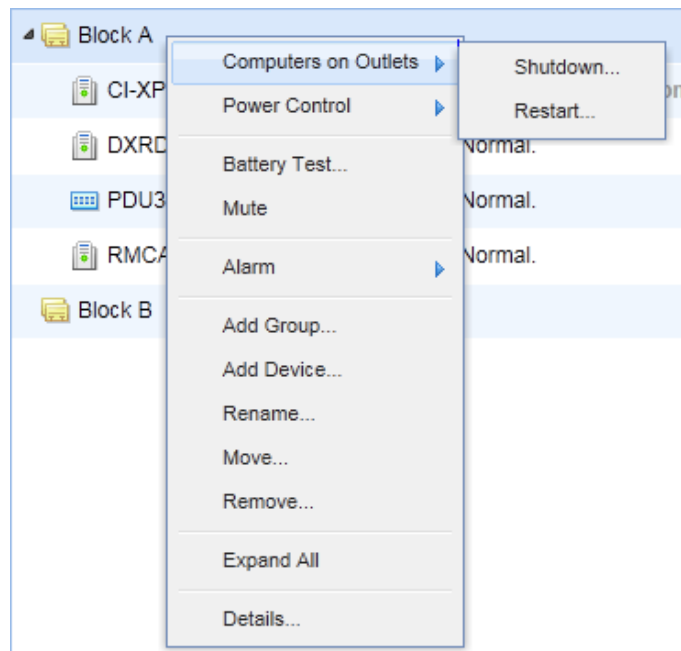 Block A
Computers on Outlets
Shutdown...
Restart...
CI-XP
Power Control
DXRD
Normal.
Battery Test...
PDU3
Normal.
Mute
RMCA
Normal.
Alarm
Block B
Add Group...
Add Device...
Rename...
Move...
Remove...
Expand All
Details...